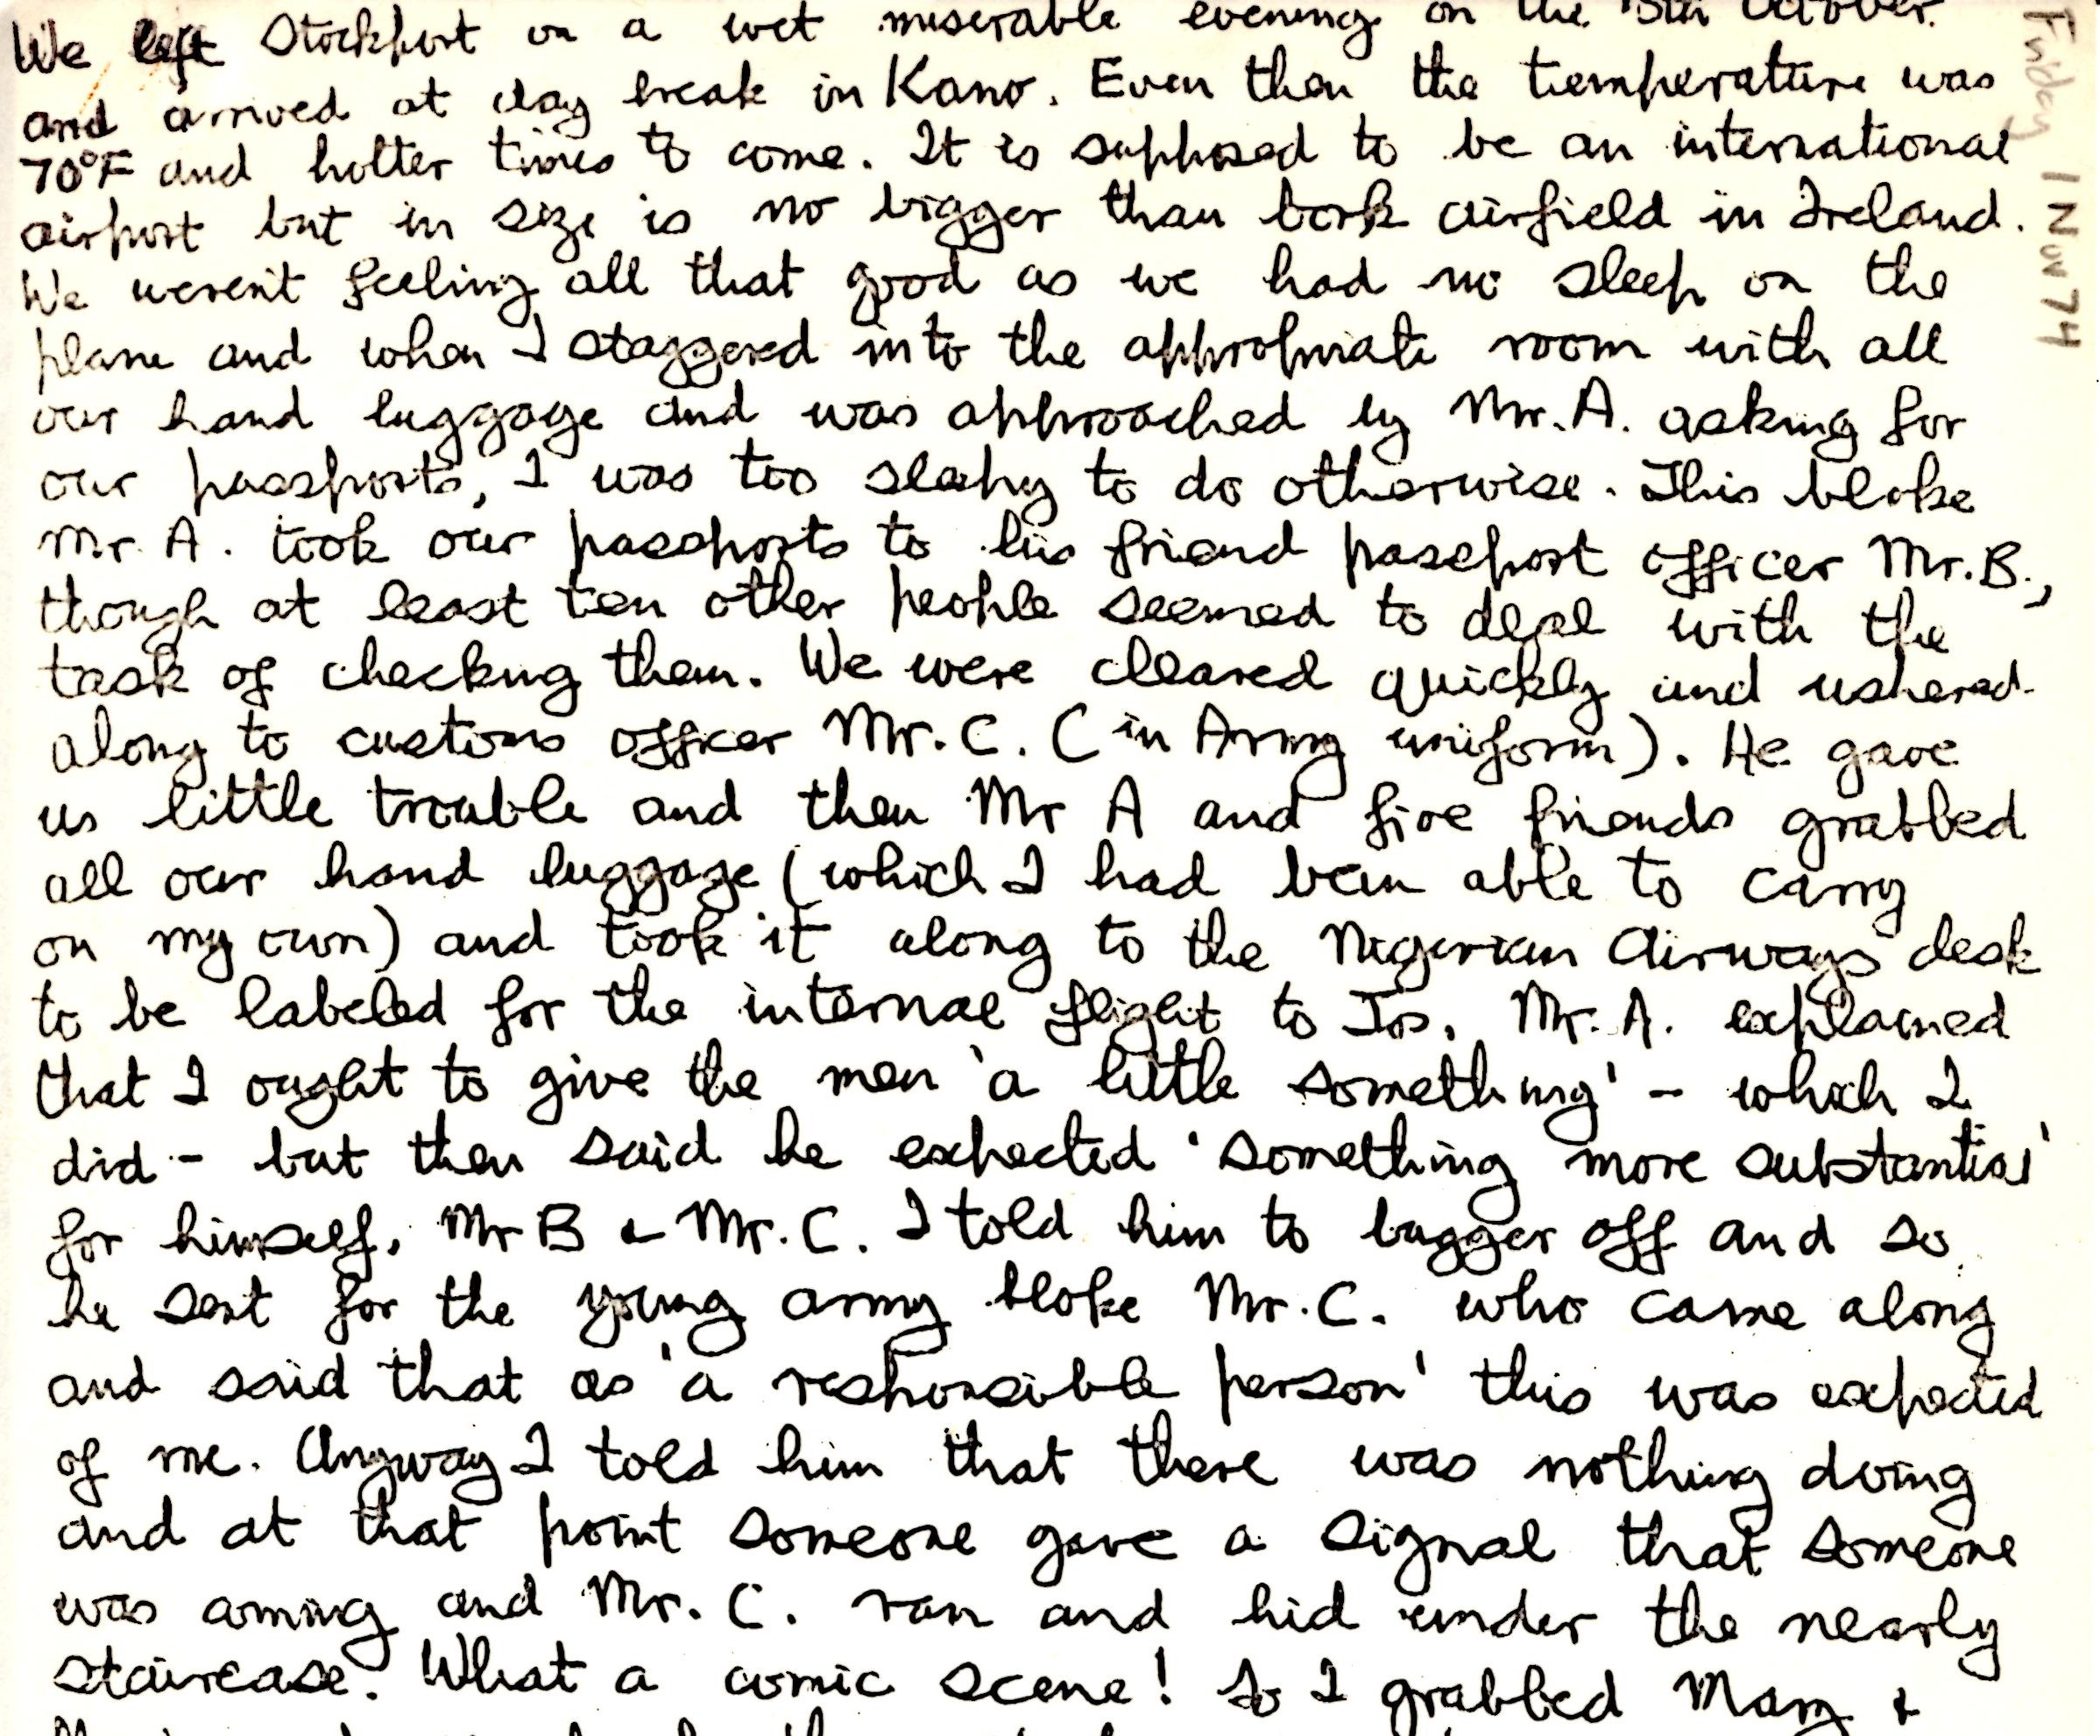 We left Stockport on a wet miserable evening on the October.
and arrived at day break in Kano. Even then the temperature was
70°F and hotter times to come. It is supposed to be an international
airport but in size is no bigger than Cork airfield in Ireland.
We weren't feeling all that good as we had no sleep on the
plane and when I staggered into the appropriate room with all
our hand luggage and was approached by Mr. A. asking for
our passports, I was too sleepy to do otherwise. This bloke
Mr. A. took our passports to his friend passport officer Mr. B.,
though at least ten other people seemed to deal with the
task of checking them. We were cleared quickly and ushered
along to customs officer Mr. C. (in Army uniform). He gave
us little trouble and then Mr A and five friends grabbed
all our hand luggage (which I had been able to carry
on my own) and took it along to the Nigerian Airways desk
to be labeled for the internal flight to Jos. Mr. A. explained
that I ought to give the men 'a little something' - which I
did - but then said he expected 'something more substantial'
for himself, Mr B & Mr. C. I told him to bugger off and so
he sent for the young army bloke Mr. C. who came along
and said that as 'a responsible person' this was expected
of me. Anyway I told him that there was nothing doing
and at that point someone gave a signal that someone
was coming and Mr. C. ran and hid under the nearly
staircase. What a comic scene! So I grabbed Mary &
Friday 1 Nov 74